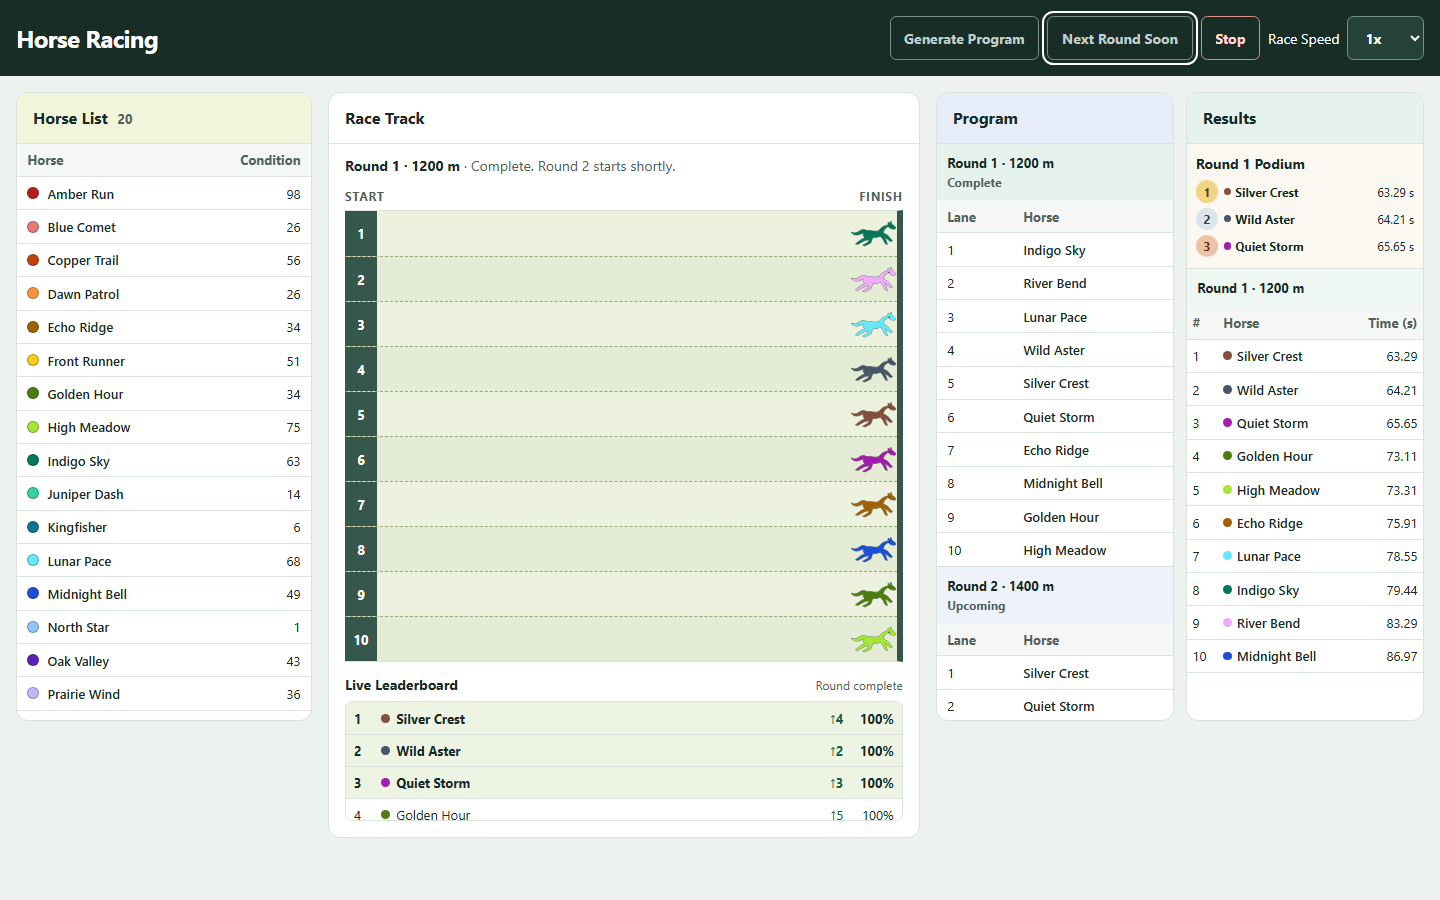 Horse Racing
Generate Program
Next Round Soon
Stop
Race Speed
1x
Horse List 20
Horse Condition
Amber Run 98
Blue Comet 26
Copper Trail 56
Dawn Patrol 26
Echo Ridge 34
Front Runner 51
Golden Hour 34
High Meadow 75
Indigo Sky 63
Juniper Dash 14
Kingfisher 6
Lunar Pace 68
Midnight Bell 49
North Star 1
Oak Valley 43
Prairie Wind 36
Race Track
Round 1 · 1200 m · Complete. Round 2 starts shortly.
START FINISH
1
2
3
4
5
6
7
8
9
10
Live Leaderboard Round complete
1 Silver Crest ↑4 100%
2 Wild Aster ↑2 100%
3 Quiet Storm ↑3 100%
4 Golden Hour ↑5 100%
Program
Round 1 · 1200 m
Complete
Lane Horse
1 Indigo Sky
2 River Bend
3 Lunar Pace
4 Wild Aster
5 Silver Crest
6 Quiet Storm
7 Echo Ridge
8 Midnight Bell
9 Golden Hour
10 High Meadow
Round 2 · 1400 m
Upcoming
Lane Horse
1 Silver Crest
2 Quiet Storm
Results
Round 1 Podium
1 Silver Crest 63.29 s
2 Wild Aster 64.21 s
3 Quiet Storm 65.65 s
Round 1 · 1200 m
# Horse Time (s)
1 Silver Crest 63.29
2 Wild Aster 64.21
3 Quiet Storm 65.65
4 Golden Hour 73.11
5 High Meadow 73.31
6 Echo Ridge 75.91
7 Lunar Pace 78.55
8 Indigo Sky 79.44
9 River Bend 83.29
10 Midnight Bell 86.97